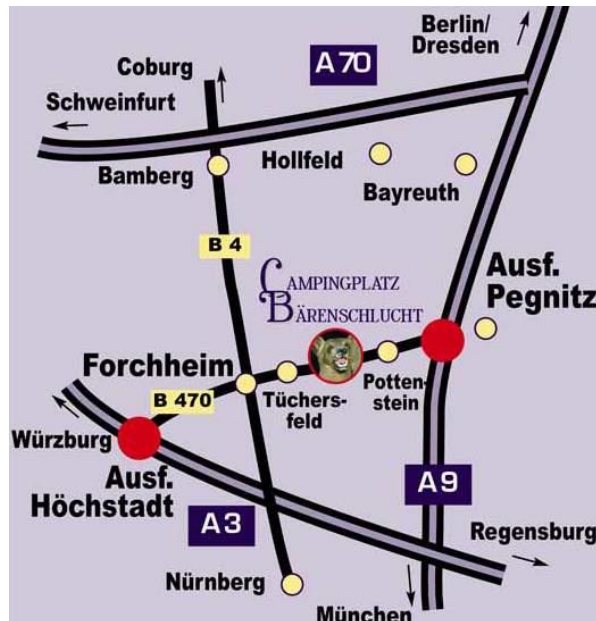 Berlin/
Dresden
Coburg
A70
Schweinfurt
Hollfeld
Bamberg
Bayreuth
B 4
CAMPINGPLATZ
BÄRENSCHLUCHT
Ausf.
Pegnitz
Forchheim
B 470
Tüchers-
feld
Potten-
stein
Würzburg
Ausf.
Höchstadt
A3
A9
Regensburg
Nürnberg
München